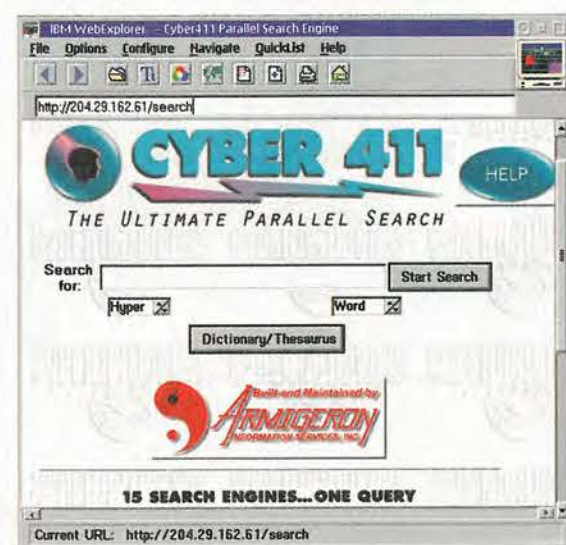 IBM WebExplorer - Cyber411 Parallel Search Engine
File Options Configure Navigate QuickList Help
http://204.29.162.61/search
CYBER 411
HELP
THE ULTIMATE PARALLEL SEARCH
Search for:
Start Search
Hyper
Word
Dictionary/Thesaurus
Built and Maintained by
ARMIGERON
INFORMATION SERVICES, INC.
15 SEARCH ENGINES...ONE QUERY
Current URL: http://204.29.162.61/search